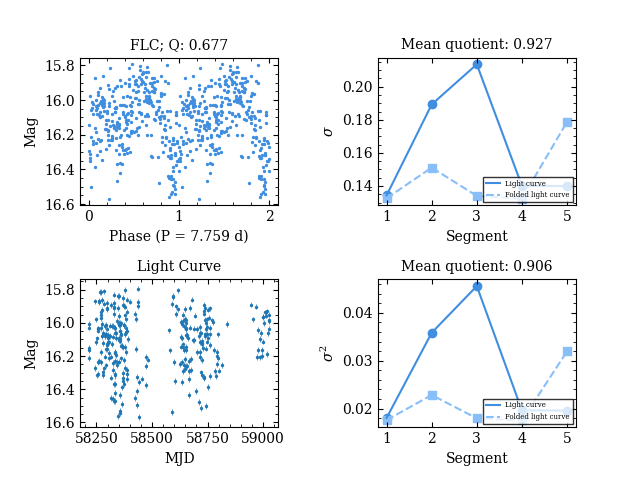 FLC; Q: 0.677
Mag
15.8
16.0
16.2
16.4
16.6
0
1
2
Phase (P = 7.759 d)
Mean quotient: 0.927
σ
0.20
0.18
0.16
0.14
Light curve
Folded light curve
1
2
3
4
5
Segment
Light Curve
Mag
15.8
16.0
16.2
16.4
16.6
58250
58500
58750
59000
MJD
Mean quotient: 0.906
σ²
0.04
0.03
0.02
Light curve
Folded light curve
1
2
3
4
5
Segment